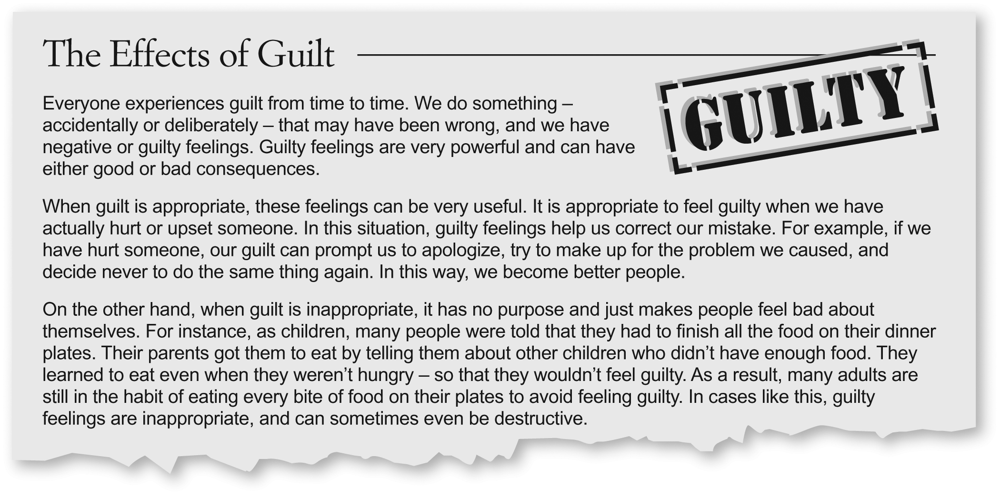 The Effects of Guilt
GUILTY
Everyone experiences guilt from time to time. We do something –
accidentally or deliberately – that may have been wrong, and we have
negative or guilty feelings. Guilty feelings are very powerful and can have
either good or bad consequences.
When guilt is appropriate, these feelings can be very useful. It is appropriate to feel guilty when we have
actually hurt or upset someone. In this situation, guilty feelings help us correct our mistake. For example, if we
have hurt someone, our guilt can prompt us to apologize, try to make up for the problem we caused, and
decide never to do the same thing again. In this way, we become better people.
On the other hand, when guilt is inappropriate, it has no purpose and just makes people feel bad about
themselves. For instance, as children, many people were told that they had to finish all the food on their dinner
plates. Their parents got them to eat by telling them about other children who didn’t have enough food. They
learned to eat even when they weren’t hungry – so that they wouldn’t feel guilty. As a result, many adults are
still in the habit of eating every bite of food on their plates to avoid feeling guilty. In cases like this, guilty
feelings are inappropriate, and can sometimes even be destructive.